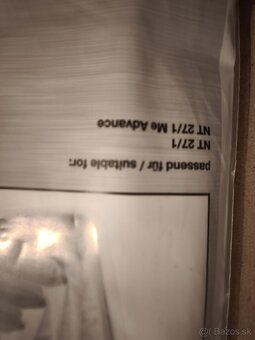 passend für / suitable for:
NT 27/1
NT 27/1 Me Advance
Bazos.sk